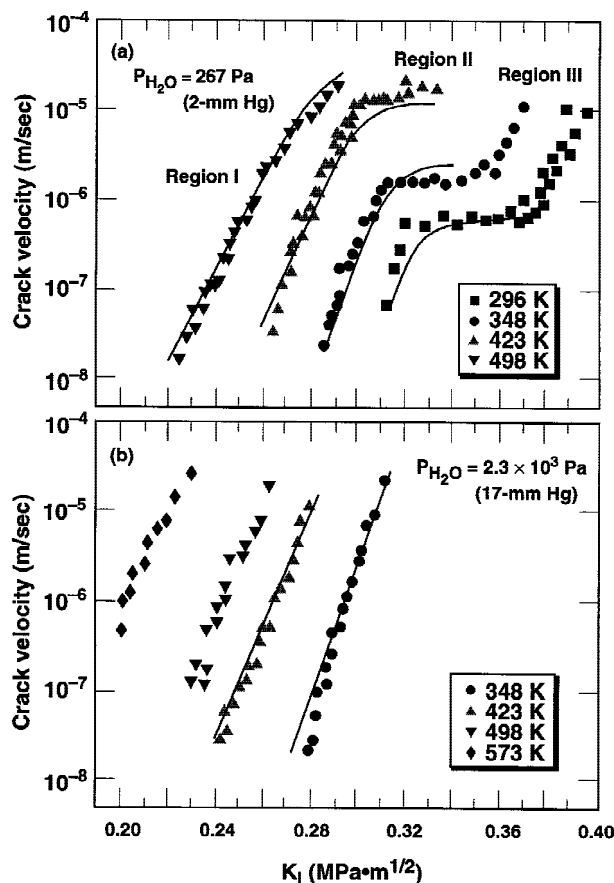 (a)
P_H2O = 267 Pa
(2-mm Hg)
Region I
Region II
Region III
Crack velocity (m/sec)
10⁻⁴
10⁻⁵
10⁻⁶
10⁻⁷
10⁻⁸
296 K
348 K
423 K
498 K
(b)
P_H2O = 2.3 × 10³ Pa
(17-mm Hg)
Crack velocity (m/sec)
10⁻⁴
10⁻⁵
10⁻⁶
10⁻⁷
10⁻⁸
348 K
423 K
498 K
573 K
0.20 0.24 0.28 0.32 0.36 0.40
K_I (MPa•m^1/2)